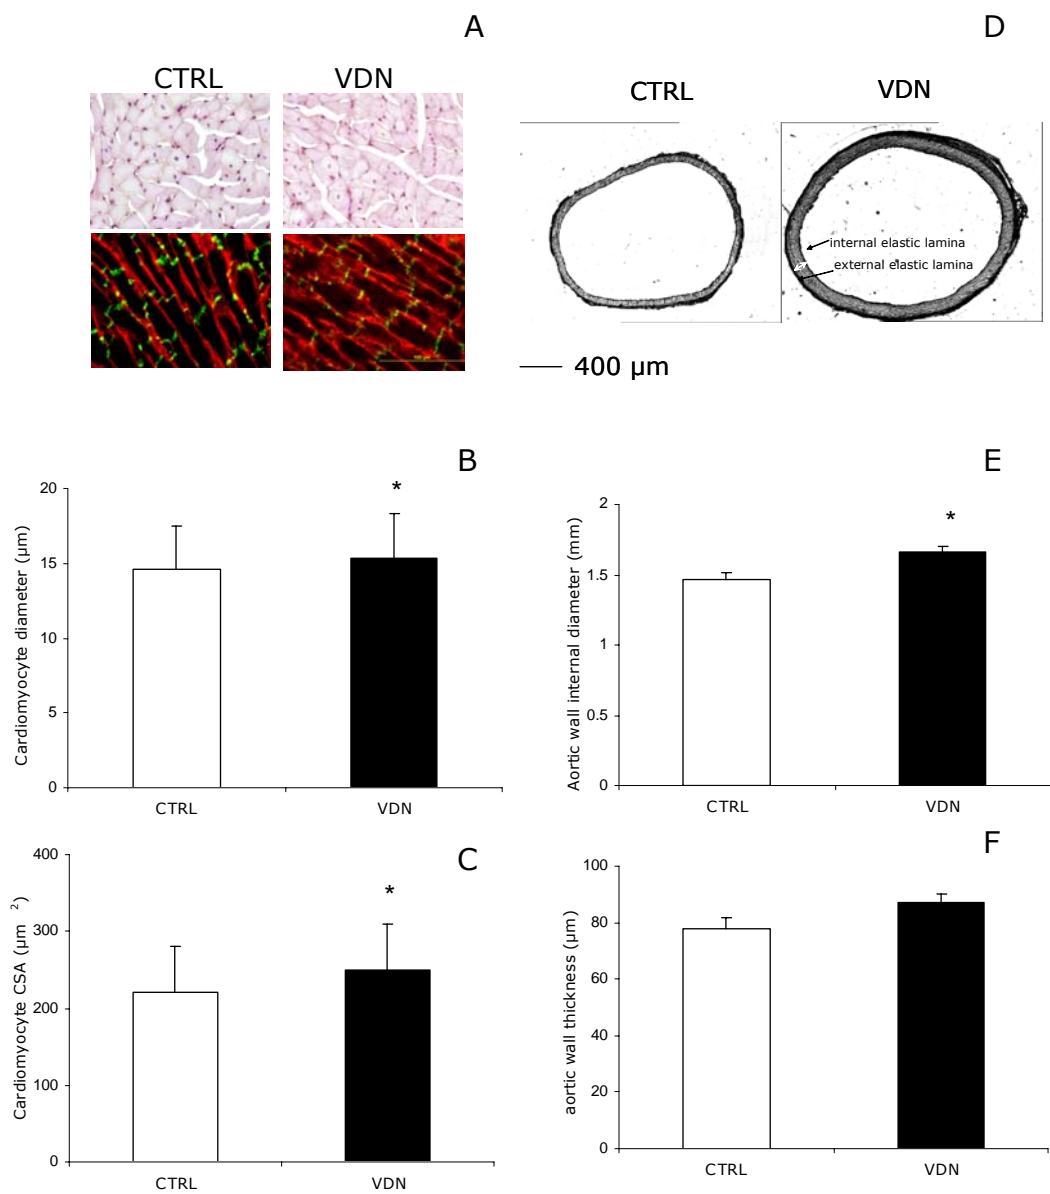 A
CTRL VDN
D
CTRL VDN
internal elastic lamina
external elastic lamina
400 µm
B
Cardiomyocyte diameter (µm)
20
15
10
5
0
*
CTRL VDN
E
Aortic wall internal diameter (mm)
2
1.5
1
0.5
0
*
CTRL VDN
C
Cardiomyocyte CSA (µm ²)
400
300
200
100
0
*
CTRL VDN
F
aortic wall thickness (µm)
100
80
60
40
20
0
CTRL VDN